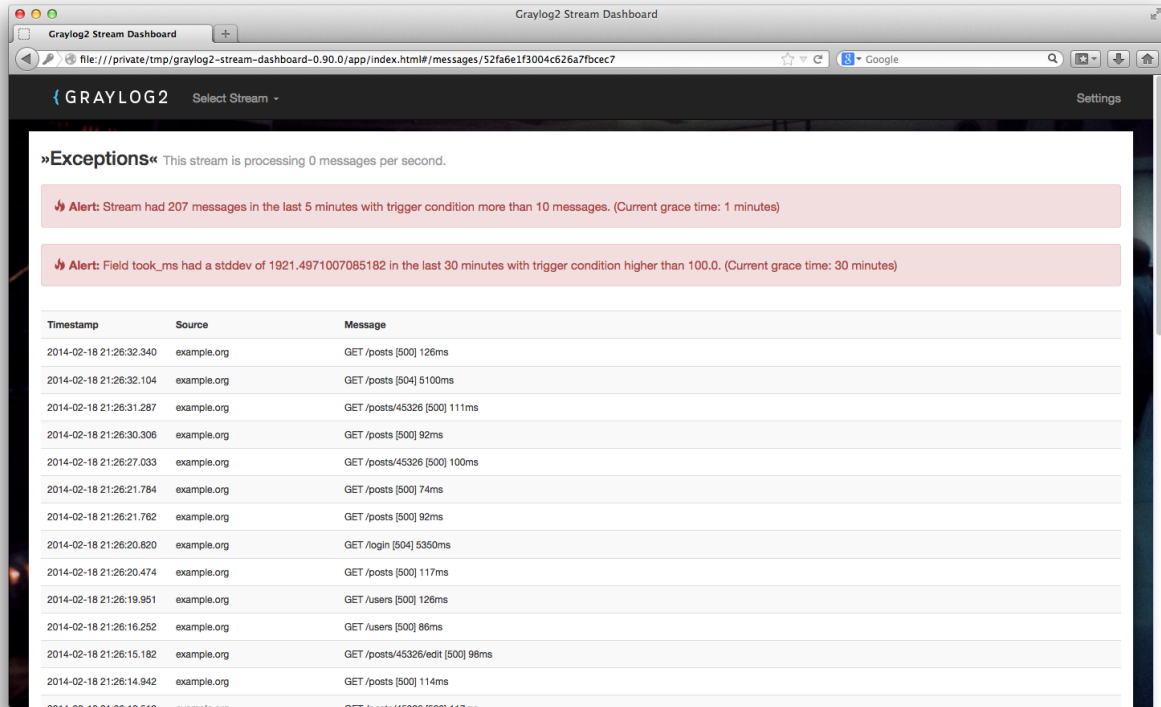 Graylog2 Stream Dashboard
Graylog2 Stream Dashboard
file:///private/tmp/graylog2-stream-dashboard-0.90.0/app/index.html#/messages/52fa6e1f3004c626a7fbcec7
Google
{GRAYLOG2 Select Stream Settings
»Exceptions« This stream is processing 0 messages per second.
Alert: Stream had 207 messages in the last 5 minutes with trigger condition more than 10 messages. (Current grace time: 1 minutes)
Alert: Field took_ms had a stddev of 1921.4971007085182 in the last 30 minutes with trigger condition higher than 100.0. (Current grace time: 30 minutes)
Timestamp Source Message
2014-02-18 21:26:32.340 example.org GET /posts [500] 126ms
2014-02-18 21:26:32.104 example.org GET /posts [504] 5100ms
2014-02-18 21:26:31.287 example.org GET /posts/45326 [500] 111ms
2014-02-18 21:26:30.306 example.org GET /posts [500] 92ms
2014-02-18 21:26:27.033 example.org GET /posts/45326 [500] 100ms
2014-02-18 21:26:21.784 example.org GET /posts [500] 74ms
2014-02-18 21:26:21.762 example.org GET /posts [500] 92ms
2014-02-18 21:26:20.820 example.org GET /login [504] 5350ms
2014-02-18 21:26:20.474 example.org GET /posts [500] 117ms
2014-02-18 21:26:19.951 example.org GET /users [500] 126ms
2014-02-18 21:26:16.252 example.org GET /users [500] 86ms
2014-02-18 21:26:15.182 example.org GET /posts/45326/edit [500] 98ms
2014-02-18 21:26:14.942 example.org GET /posts [500] 114ms